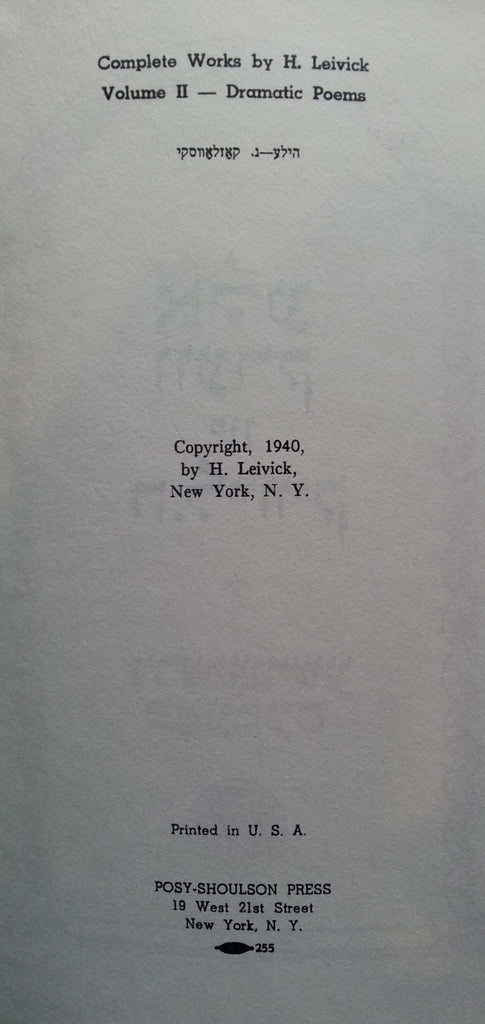 Complete Works by H. Leivick
Volume II — Dramatic Poems
הילע—נ. קאָזלאָווסקי
Copyright, 1940,
by H. Leivick,
New York, N. Y.
Printed in U. S. A.
POSY-SHOULSON PRESS
19 West 21st Street
New York, N. Y.
255